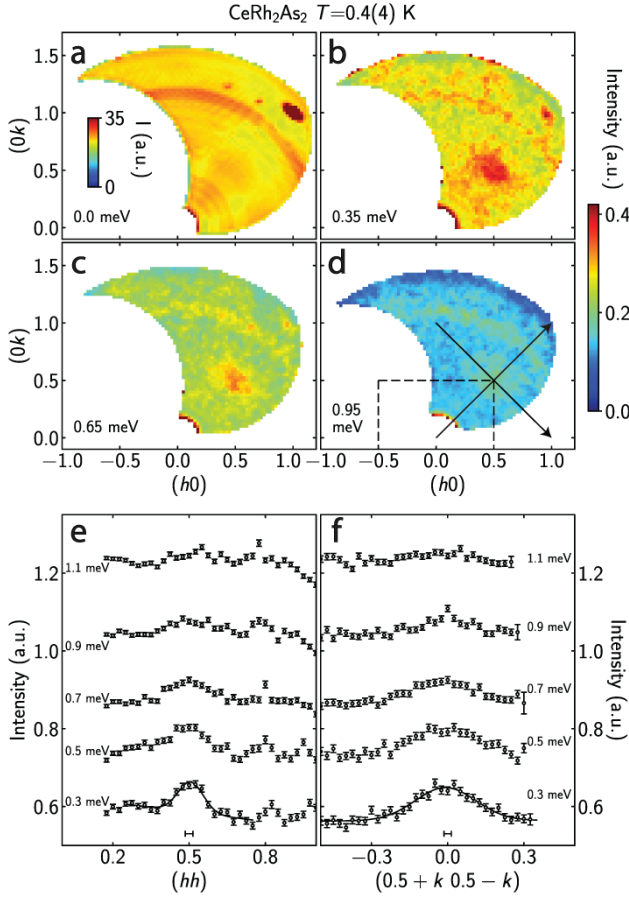 CeRh₂As₂ T=0.4(4) K
a
b
1.5
1.0
0.5
0.0
(0k)
35
0
I (a.u.)
0.0 meV
0.35 meV
Intensity (a.u.)
0.4
0.2
0.0
c
d
1.5
1.0
0.5
0.0
(0k)
0.65 meV
0.95
meV
−1.0 −0.5 0.0 0.5 −1.0 −0.5 0.0 0.5 1.0
(h0) (h0)
e
f
1.1 meV
0.9 meV
0.7 meV
0.5 meV
0.3 meV
1.1 meV
0.9 meV
0.7 meV
0.5 meV
0.3 meV
1.2
1.0
0.8
0.6
1.2
1.0
0.8
0.6
Intensity (a.u.)
Intensity (a.u.)
0.2 0.5 0.8 −0.3 0.0 0.3
(hh) (0.5 + k 0.5 − k)